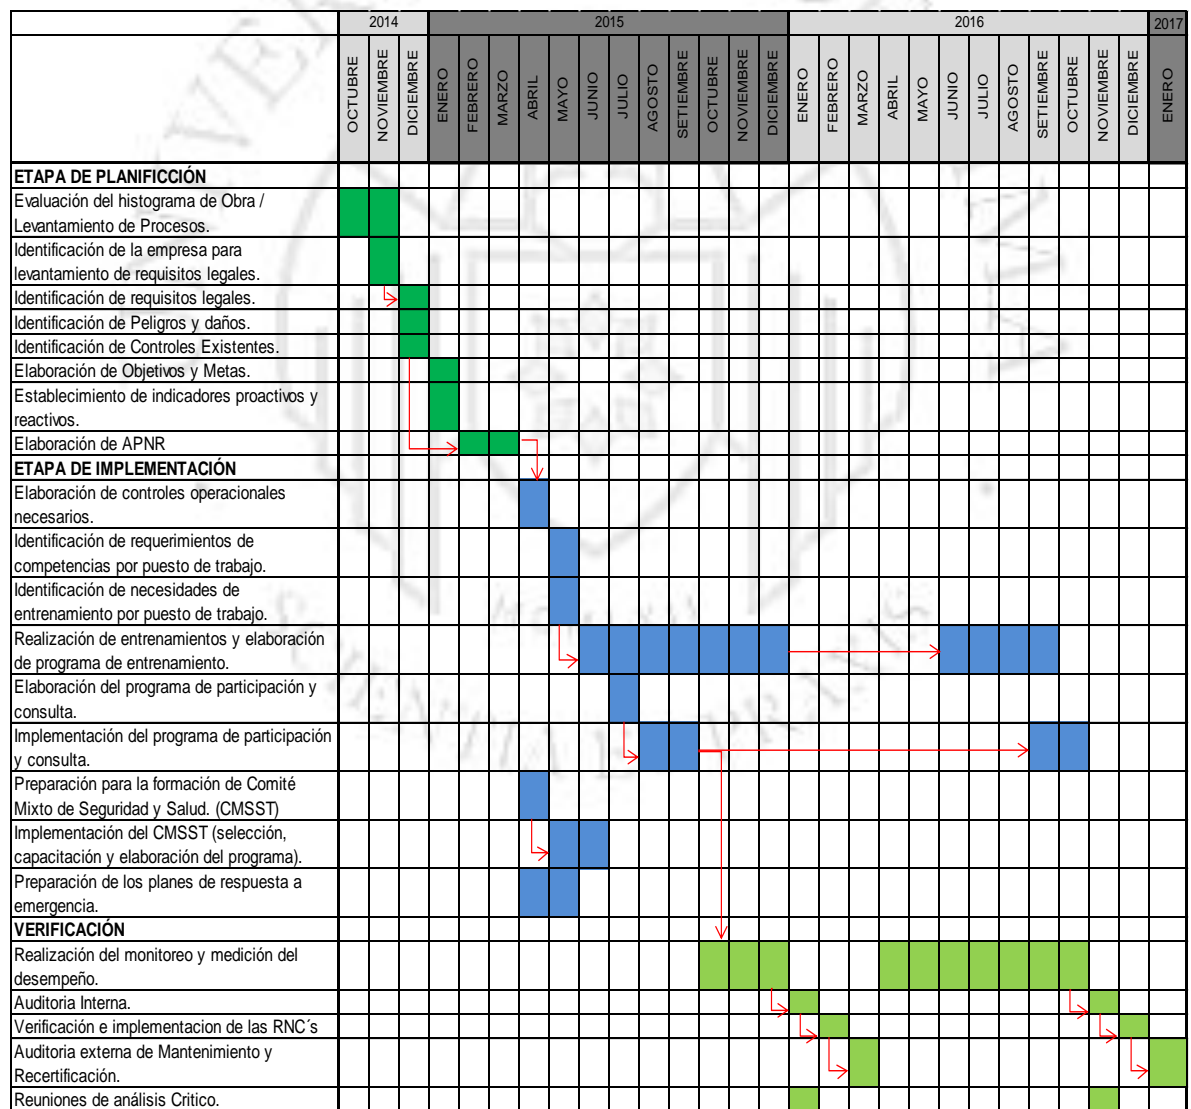 2014 2015 2016 2017
OCTUBRE NOVIEMBRE DICIEMBRE ENERO FEBRERO MARZO ABRIL MAYO JUNIO JULIO AGOSTO SETIEMBRE OCTUBRE NOVIEMBRE DICIEMBRE ENERO FEBRERO MARZO ABRIL MAYO JUNIO JULIO AGOSTO SETIEMBRE OCTUBRE NOVIEMBRE DICIEMBRE ENERO
ETAPA DE PLANIFICCIÓN
Evaluación del histograma de Obra /
Levantamiento de Procesos.
Identificación de la empresa para
levantamiento de requisitos legales.
Identificación de requisitos legales.
Identificación de Peligros y daños.
Identificación de Controles Existentes.
Elaboración de Objetivos y Metas.
Establecimiento de indicadores proactivos y
reactivos.
Elaboración de APNR
ETAPA DE IMPLEMENTACIÓN
Elaboración de controles operacionales
necesarios.
Identificación de requerimientos de
competencias por puesto de trabajo.
Identificación de necesidades de
entrenamiento por puesto de trabajo.
Realización de entrenamientos y elaboración
de programa de entrenamiento.
Elaboración del programa de participación y
consulta.
Implementación del programa de participación
y consulta.
Preparación para la formación de Comité
Mixto de Seguridad y Salud. (CMSST)
Implementación del CMSST (selección,
capacitación y elaboración del programa).
Preparación de los planes de respuesta a
emergencia.
VERIFICACIÓN
Realización del monitoreo y medición del
desempeño.
Auditoria Interna.
Verificación e implementacion de las RNC´s
Auditoria externa de Mantenimiento y
Recertificación.
Reuniones de análisis Critico.